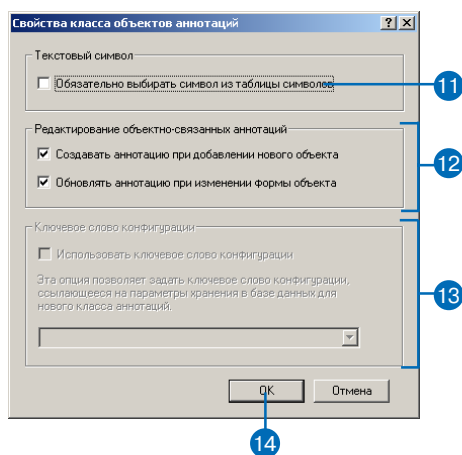 Свойства класса объектов аннотаций
Текстовый символ
Обязательно выбирать символ из таблицы символов
11
Редактирование объектно-связанных аннотаций
Создавать аннотацию при добавлении нового объекта
12
Обновлять аннотацию при изменении формы объекта
Ключевое слово конфигурации
Использовать ключевое слово конфигурации
Эта опция позволяет задать ключевое слово конфигурации,
ссылающееся на параметры хранения в базе данных для
нового класса аннотаций.
13
OK
Отмена
14